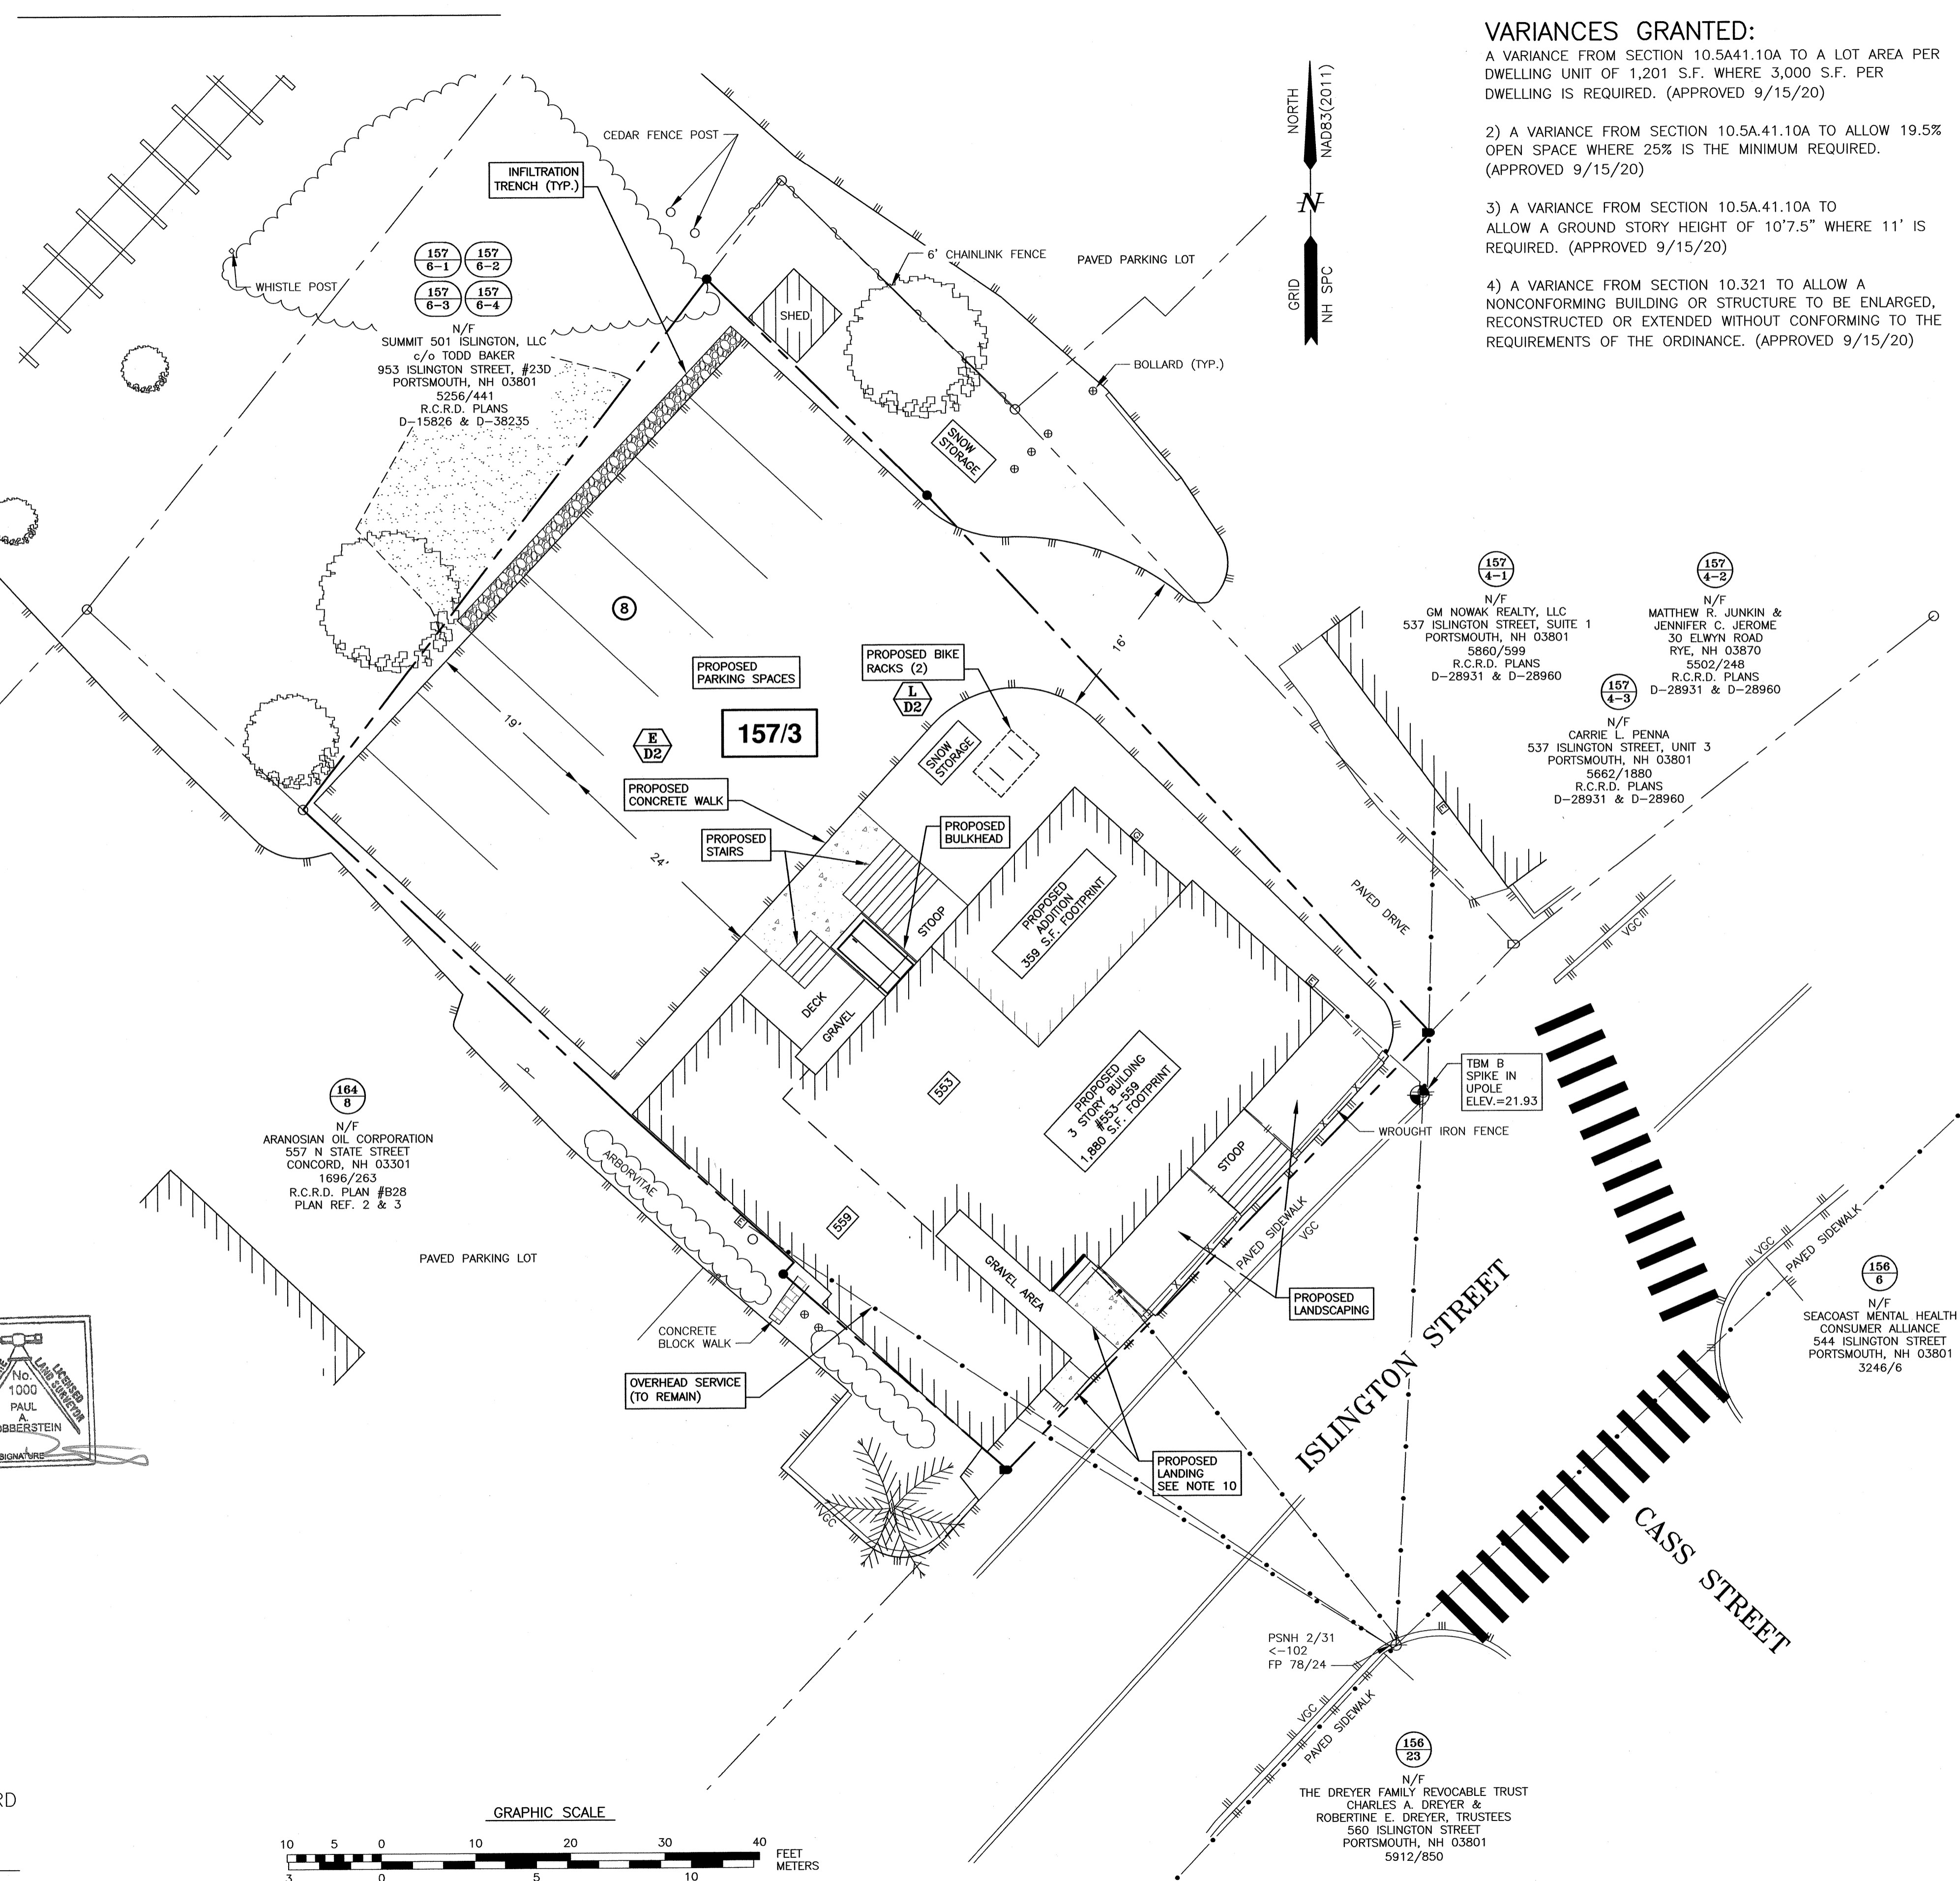 VARIANCES GRANTED:
A VARIANCE FROM SECTION 10.5A41.10A TO A LOT AREA PER
DWELLING UNIT OF 1,201 S.F. WHERE 3,000 S.F. PER
DWELLING IS REQUIRED. (APPROVED 9/15/20)
2) A VARIANCE FROM SECTION 10.5A.41.10A TO ALLOW 19.5%
OPEN SPACE WHERE 25% IS THE MINIMUM REQUIRED.
(APPROVED 9/15/20)
3) A VARIANCE FROM SECTION 10.5A.41.10A TO
ALLOW A GROUND STORY HEIGHT OF 10'7.5" WHERE 11' IS
REQUIRED. (APPROVED 9/15/20)
4) A VARIANCE FROM SECTION 10.321 TO ALLOW A
NONCONFORMING BUILDING OR STRUCTURE TO BE ENLARGED,
RECONSTRUCTED OR EXTENDED WITHOUT CONFORMING TO THE
REQUIREMENTS OF THE ORDINANCE. (APPROVED 9/15/20)
NORTH
NAD83(2011)
N
GRID
NH SPC
CEDAR FENCE POST
INFILTRATION
TRENCH (TYP.)
6' CHAINLINK FENCE
PAVED PARKING LOT
WHISTLE POST
157
6-1
157
6-2
157
6-3
157
6-4
N/F
SUMMIT 501 ISLINGTON, LLC
c/o TODD BAKER
953 ISLINGTON STREET, #23D
PORTSMOUTH, NH 03801
5256/441
R.C.R.D. PLANS
D-15826 & D-38235
SHED
BOLLARD (TYP.)
SNOW
STORAGE
157
4-1
N/F
GM NOWAK REALTY, LLC
537 ISLINGTON STREET, SUITE 1
PORTSMOUTH, NH 03801
5860/599
R.C.R.D. PLANS
D-28931 & D-28960
157
4-2
N/F
MATTHEW R. JUNKIN &
JENNIFER C. JEROME
30 ELWYN ROAD
RYE, NH 03870
5502/248
R.C.R.D. PLANS
D-28931 & D-28960
157
4-3
N/F
CARRIE L. PENNA
537 ISLINGTON STREET, UNIT 3
PORTSMOUTH, NH 03801
5662/1880
R.C.R.D. PLANS
D-28931 & D-28960
8
16'
PROPOSED
PARKING SPACES
PROPOSED BIKE
RACKS (2)
L
D2
19'
E
D2
157/3
SNOW
STORAGE
PROPOSED
CONCRETE WALK
PROPOSED
STAIRS
PROPOSED
BULKHEAD
24'
G
E
PROPOSED
ADDITION
359 S.F. FOOTPRINT
STOOP
PAVED DRIVE
VGC
E
DECK
GRAVEL
553
PROPOSED
3 STORY BUILDING
#553-559
1,880 S.F. FOOTPRINT
TBM B
SPIKE IN
UPOLE
ELEV.=21.93
WROUGHT IRON FENCE
164
8
N/F
ARANOSIAN OIL CORPORATION
557 N STATE STREET
CONCORD, NH 03301
1696/263
R.C.R.D. PLAN #B28
PLAN REF. 2 & 3
ARBORVITAE
STOOP
559
E
PAVED SIDEWALK
VGC
PAVED PARKING LOT
GRAVEL AREA
PROPOSED
LANDSCAPING
ISLINGTON STREET
VGC
PAVED SIDEWALK
156
6
N/F
SEACOAST MENTAL HEALTH
CONSUMER ALLIANCE
544 ISLINGTON STREET
PORTSMOUTH, NH 03801
3246/6
CONCRETE
BLOCK WALK
OVERHEAD SERVICE
(TO REMAIN)
LICENSED
LAND SURVEYOR
No.
1000
PAUL
A.
OBBERSTEIN
SIGNATURE
PROPOSED
LANDING
SEE NOTE 10
VGC
CASS STREET
PSNH 2/31
<-102
FP 78/24
VGC
PAVED SIDEWALK
156
23
N/F
THE DREYER FAMILY REVOCABLE TRUST
CHARLES A. DREYER &
ROBERTINE E. DREYER, TRUSTEES
560 ISLINGTON STREET
PORTSMOUTH, NH 03801
5912/850
RD
GRAPHIC SCALE
10 5 0 10 20 30 40
FEET
METERS
3 0 5 10